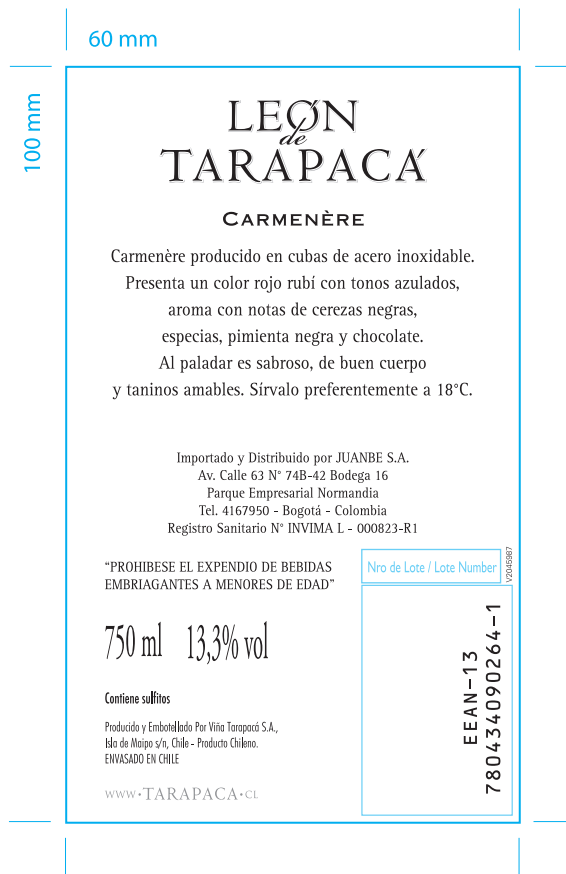 60 mm
100 mm
LEÓN
de
TARAPACÁ
CARMENÈRE
Carmenère producido en cubas de acero inoxidable.
Presenta un color rojo rubí con tonos azulados,
aroma con notas de cerezas negras,
especias, pimienta negra y chocolate.
Al paladar es sabroso, de buen cuerpo
y taninos amables. Sírvalo preferentemente a 18°C.
Importado y Distribuido por JUANBE S.A.
Av. Calle 63 N° 74B-42 Bodega 16
Parque Empresarial Normandia
Tel. 4167950 - Bogotá - Colombia
Registro Sanitario N° INVIMA L - 000823-R1
“PROHIBESE EL EXPENDIO DE BEBIDAS
EMBRIAGANTES A MENORES DE EDAD”
750 ml 13,3% vol
Contiene sulfitos
Producido y Embotellado Por Viña Tarapacá S.A.,
Isla de Maipo s/n, Chile - Producto Chileno.
ENVASADO EN CHILE
WWW•TARAPACA•CL
Nro de Lote / Lote Number
V2045987
EEAN-13
780434090264-1